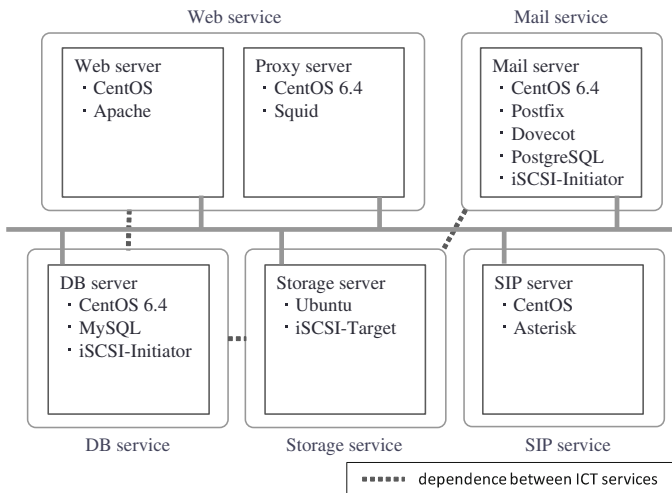 Web service
Mail service
Web server
・ CentOS
・ Apache
Proxy server
・ CentOS 6.4
・ Squid
Mail server
・ CentOS 6.4
・ Postfix
・ Dovecot
・ PostgreSQL
・ iSCSI-Initiator
DB server
・ CentOS 6.4
・ MySQL
・ iSCSI-Initiator
Storage server
・ Ubuntu
・ iSCSI-Target
SIP server
・ CentOS
・ Asterisk
DB service
Storage service
SIP service
dependence between ICT services